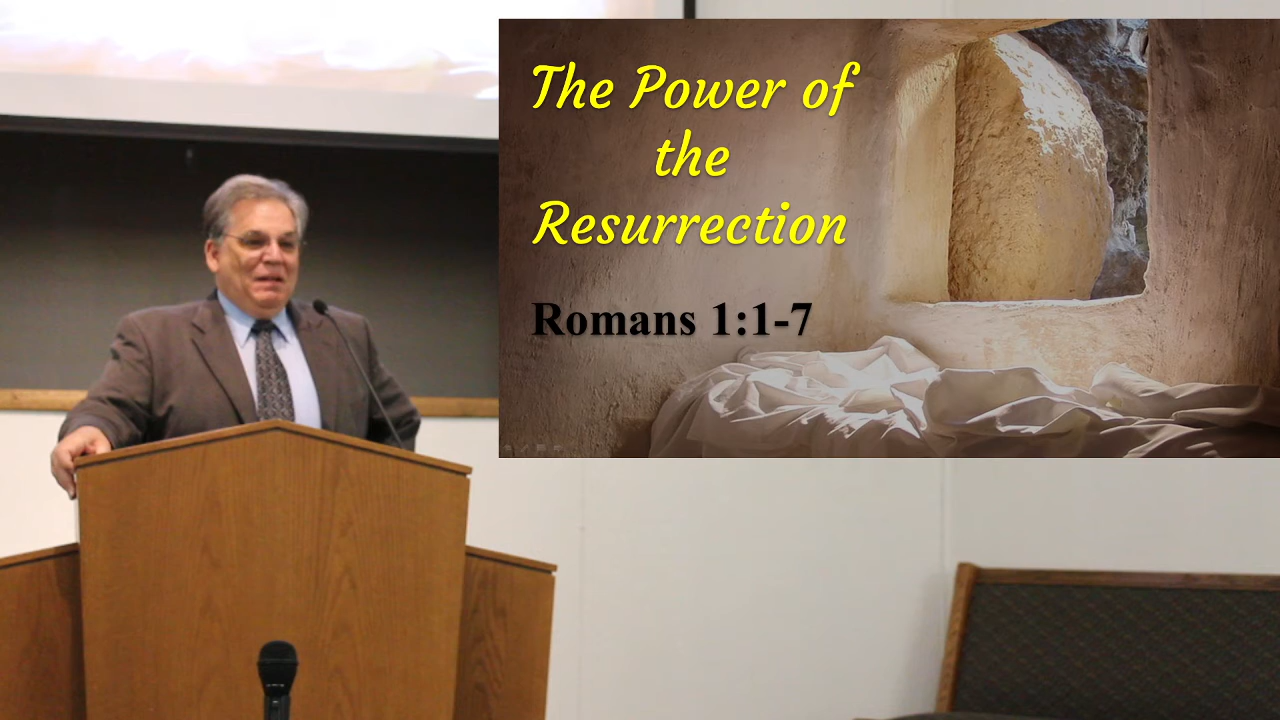 The Power of
the
Resurrection
Romans 1:1-7